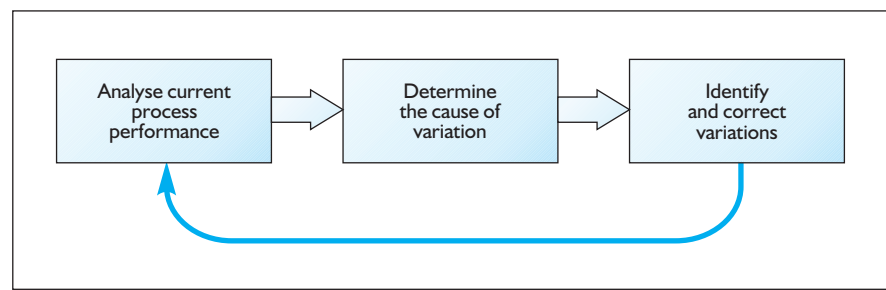 Analyse current
process
performance
Determine
the cause of
variation
Identify
and correct
variations